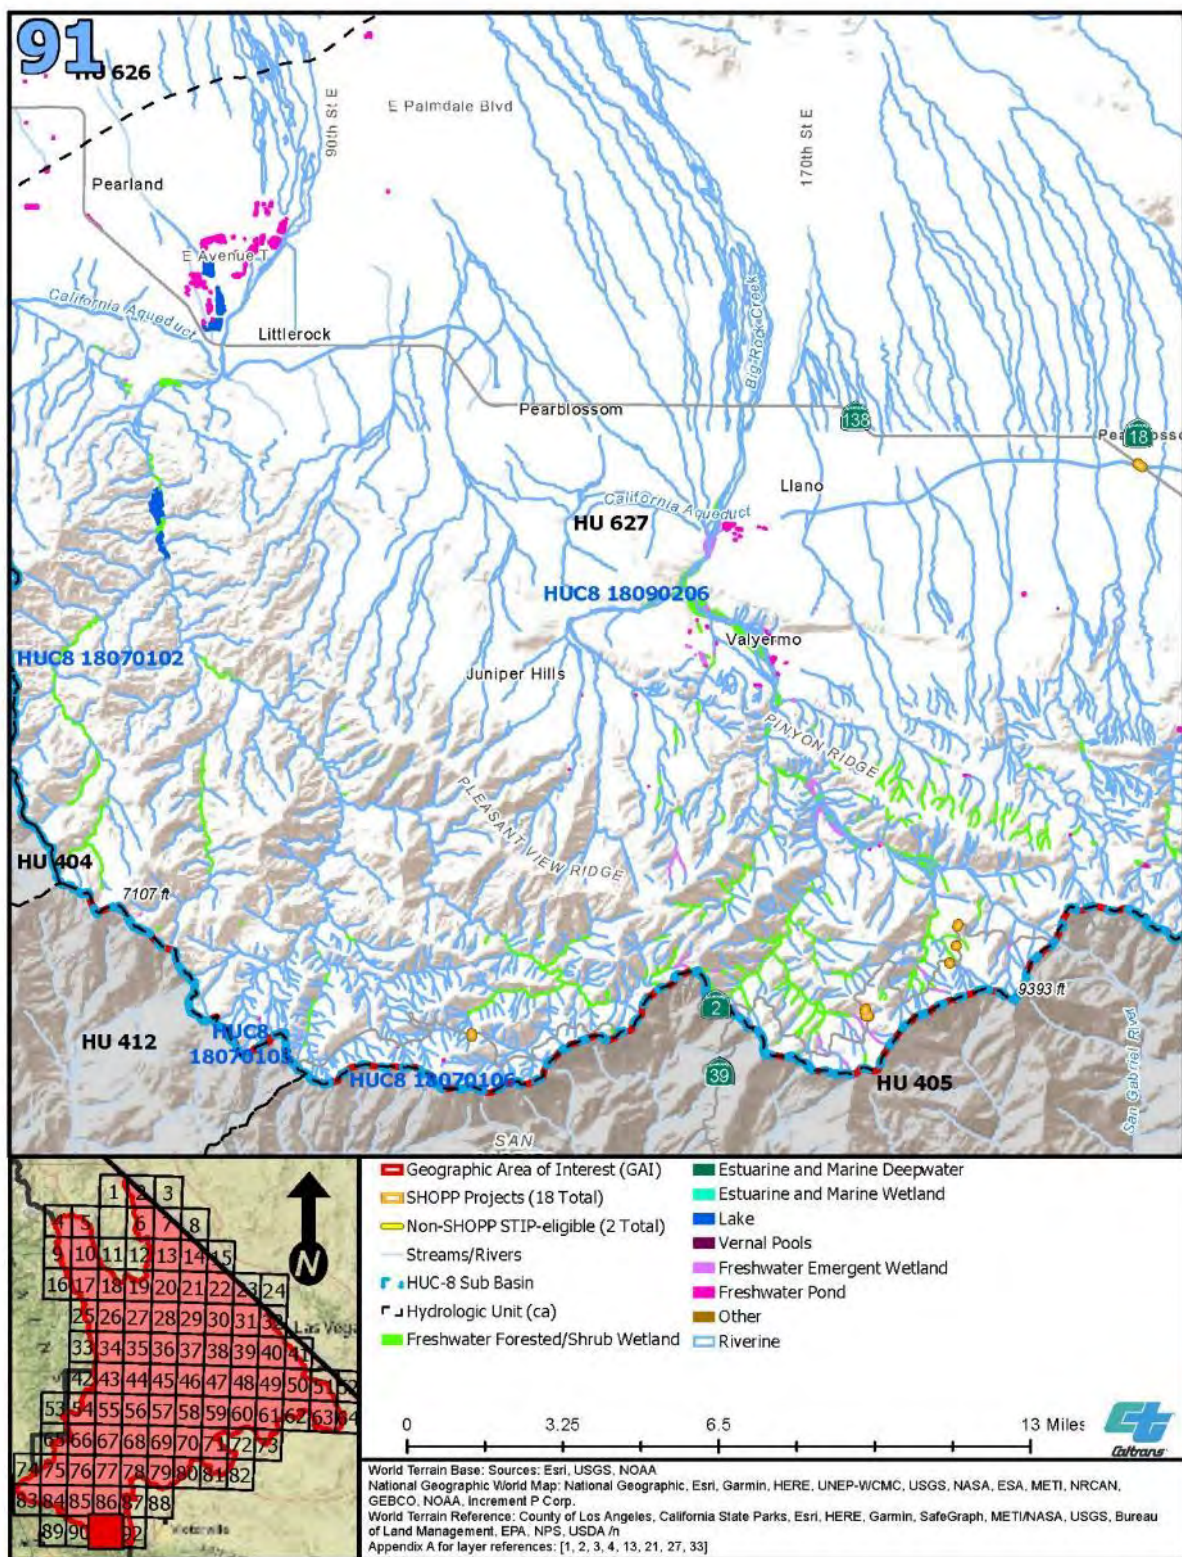 91
HU 626
90th St E
E Palmdale Blvd
170th St E
Pearland
E Avenue T
California Aqueduct
Littlerock
Big Rock Creek
Pearblossom
138
18
Llano
California Aqueduct
HU 627
HUC8 18090206
HUC8 18070102
Valyermo
Juniper Hills
PINYON RIDGE
PLEASANT VIEW RIDGE
HU 404
7107 ft
9393 ft
2
HU 412
HUC8
HUC8 18070106
39
HU 405
San Gabriel River
SAN
1 2 3
4 5 6 7 8
9 10 11 12 13 14 15
16 17 18 19 20 21 22 23 24
25 26 27 28 29 30 31 32
Las Vega
33 34 35 36 37 38 39 40 41
42 43 44 45 46 47 48 49 50 51 52
53 54 55 56 57 58 59 60 61 62 63 64
65 66 67 68 69 70 71 72 73
74 75 76 77 78 79 80 81 82
83 84 85 86 87 88
89 90 92
Victorville
N
Geographic Area of Interest (GAI)
SHOPP Projects (18 Total)
Non-SHOPP STIP-eligible (2 Total)
Streams/Rivers
HUC-8 Sub Basin
Hydrologic Unit (ca)
Freshwater Forested/Shrub Wetland
Estuarine and Marine Deepwater
Estuarine and Marine Wetland
Lake
Vernal Pools
Freshwater Emergent Wetland
Freshwater Pond
Other
Riverine
0 3.25 6.5 13 Miles
Caltrans
World Terrain Base: Sources: Esri, USGS, NOAA
National Geographic World Map: National Geographic, Esri, Garmin, HERE, UNEP-WCMC, USGS, NASA, ESA, METI, NRCAN,
GEBCO, NOAA, Increment P Corp.
World Terrain Reference: County of Los Angeles, California State Parks, Esri, HERE, Garmin, SafeGraph, METI/NASA, USGS, Bureau
of Land Management, EPA, NPS, USDA /n
Appendix A for layer references: [1, 2, 3, 4, 13, 21, 27, 33]